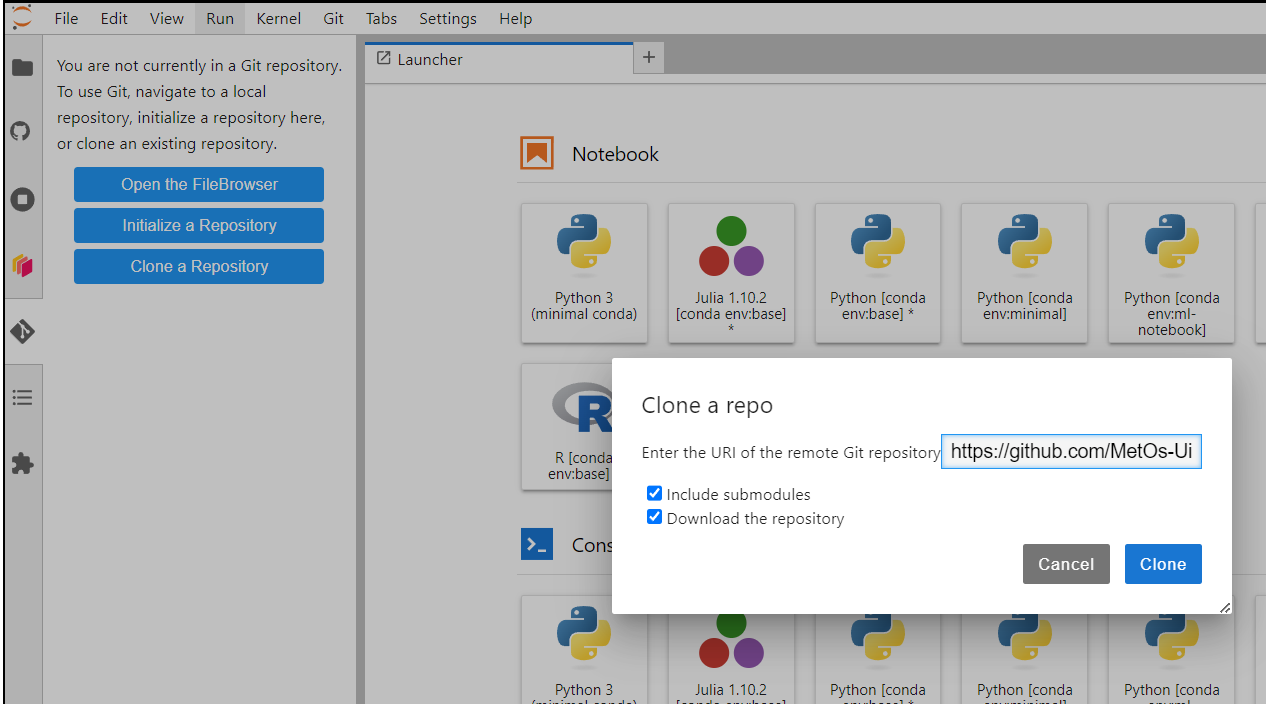 File Edit View Run Kernel Git Tabs Settings Help
You are not currently in a Git repository.
To use Git, navigate to a local
repository, initialize a repository here,
or clone an existing repository.
Open the FileBrowser
Initialize a Repository
Clone a Repository
Launcher
Notebook
Python 3
(minimal conda)
Julia 1.10.2
[conda env:base]
*
Python [conda
env:base] *
Python [conda
env:minimal]
Python [conda
env:ml-
notebook]
R [conda
env:base]
Clone a repo
Enter the URI of the remote Git repository
https://github.com/MetOs-Ui
Include submodules
Download the repository
Cancel
Clone
Cons
Python 3
(minimal conda)
Julia 1.10.2
[conda env:base]
Python [conda
env:base] *
Python [conda
env:minimal]
Python [conda
env:ml-